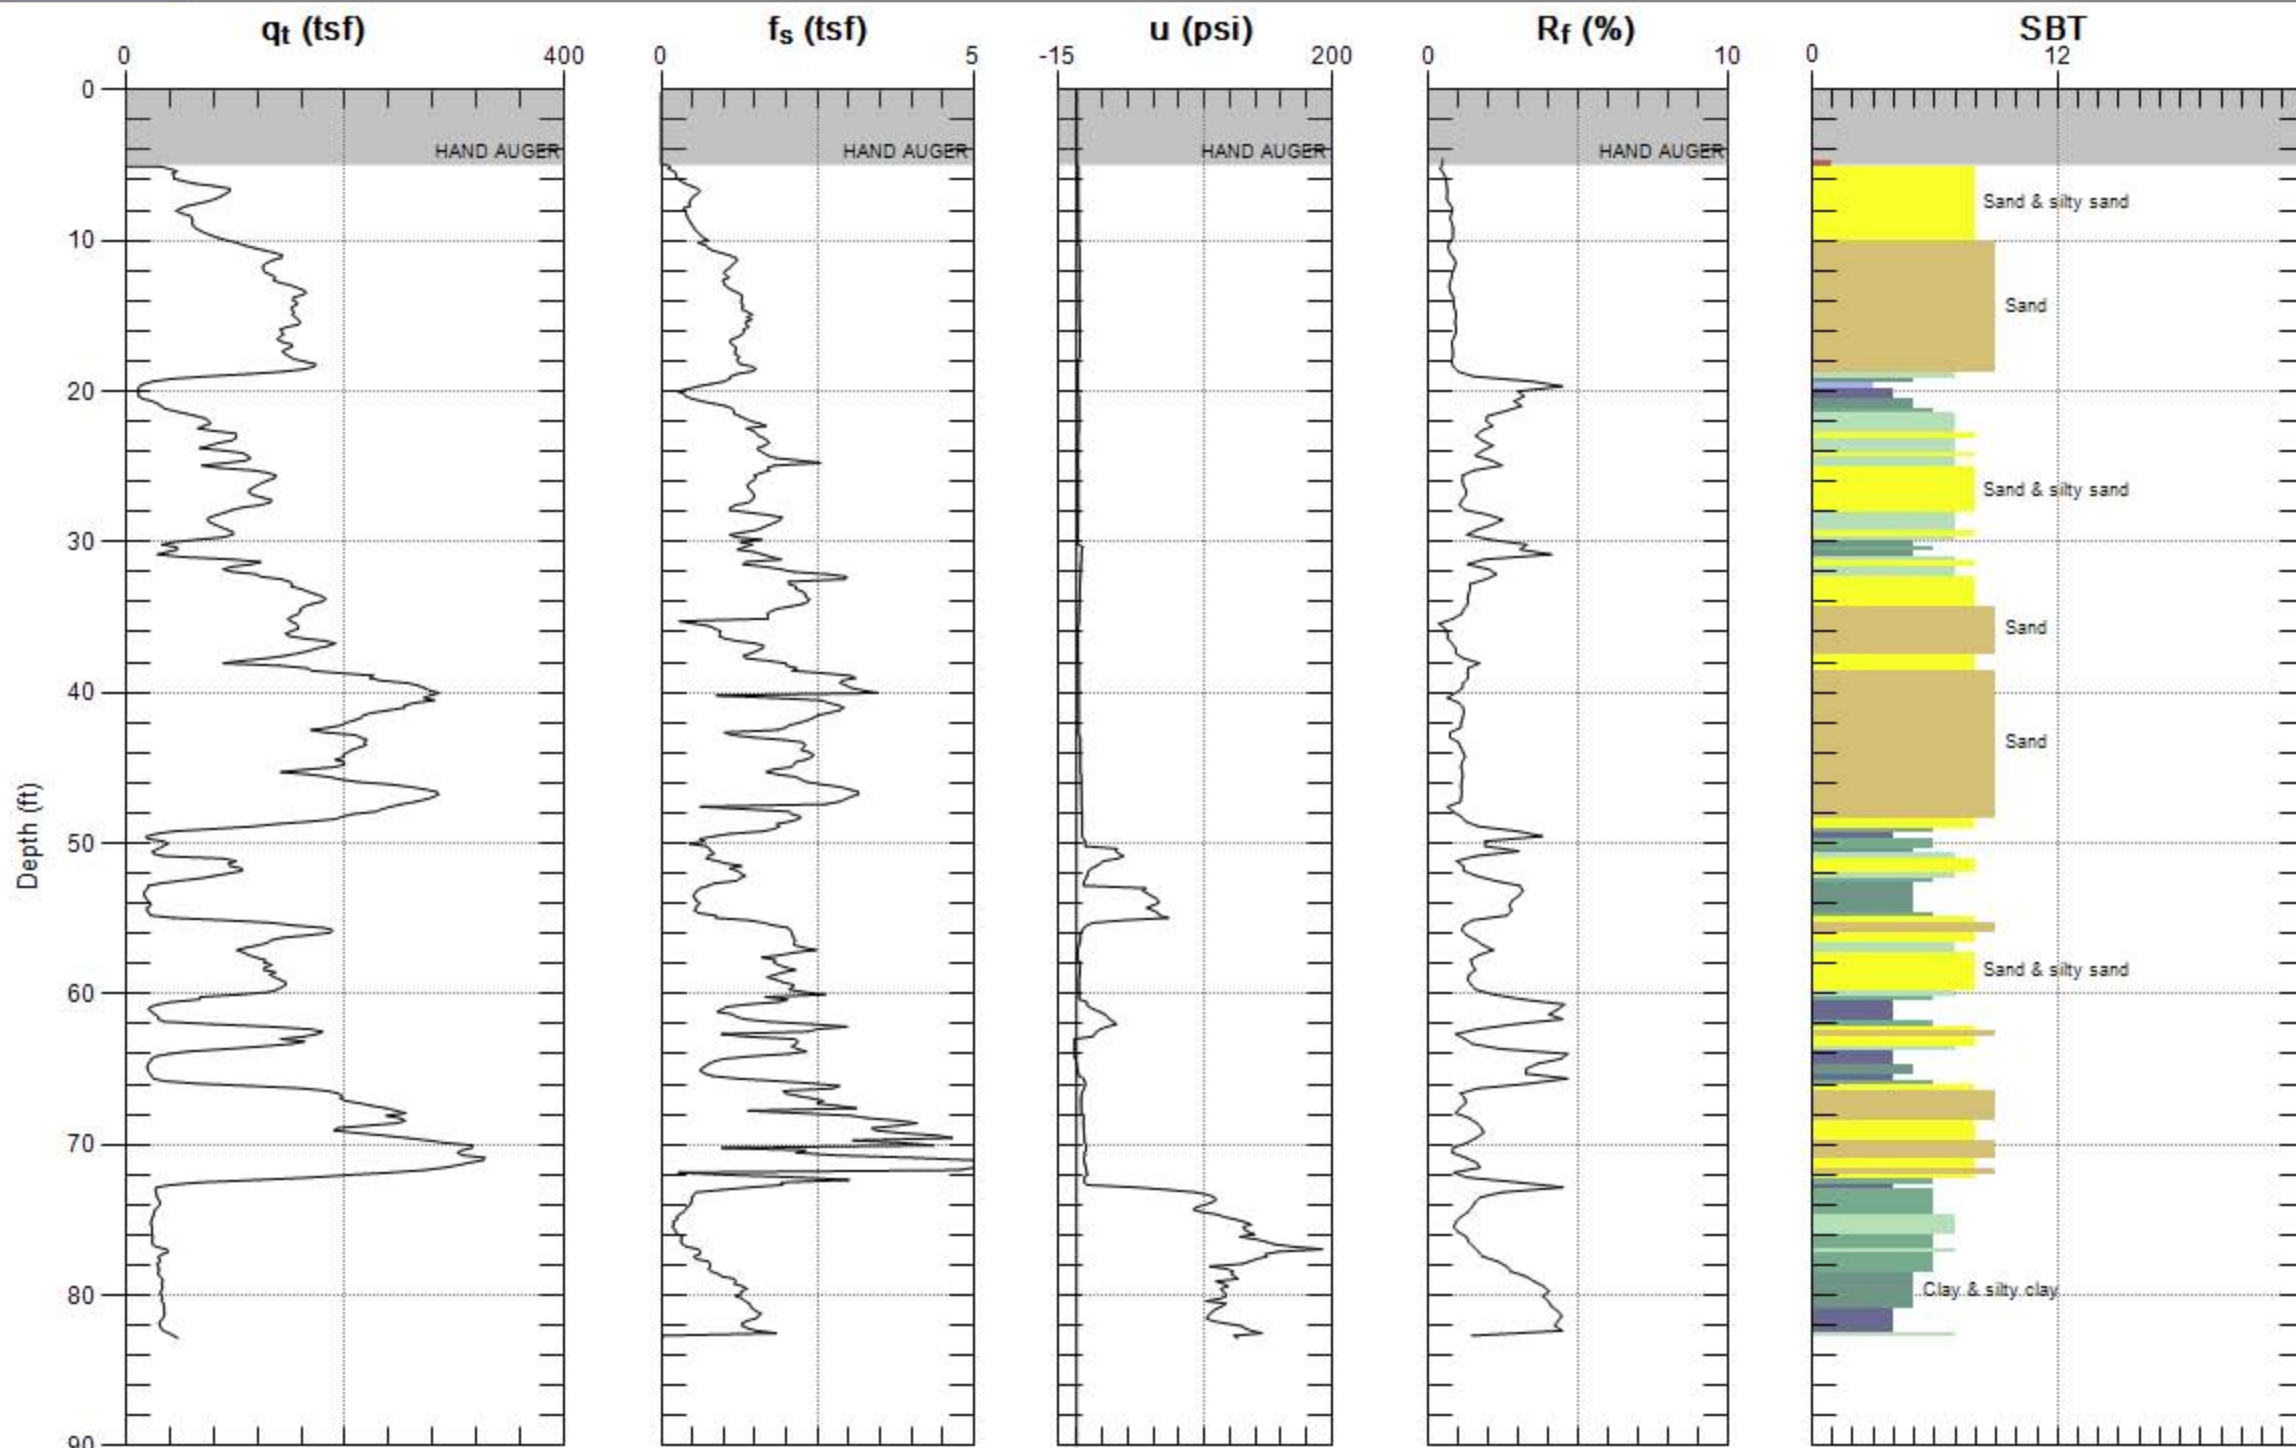 qt (tsf) fs (tsf) u (psi) Rf (%) SBT
0 400 0 5 -15 200 0 10 0 12
0
HAND AUGER HAND AUGER HAND AUGER HAND AUGER
Sand & silty sand
10
Sand
20
Sand & silty sand
30
Sand
40
Sand
Depth (ft)
50
Sand & silty sand
60
70
80
Clay & silty clay
90